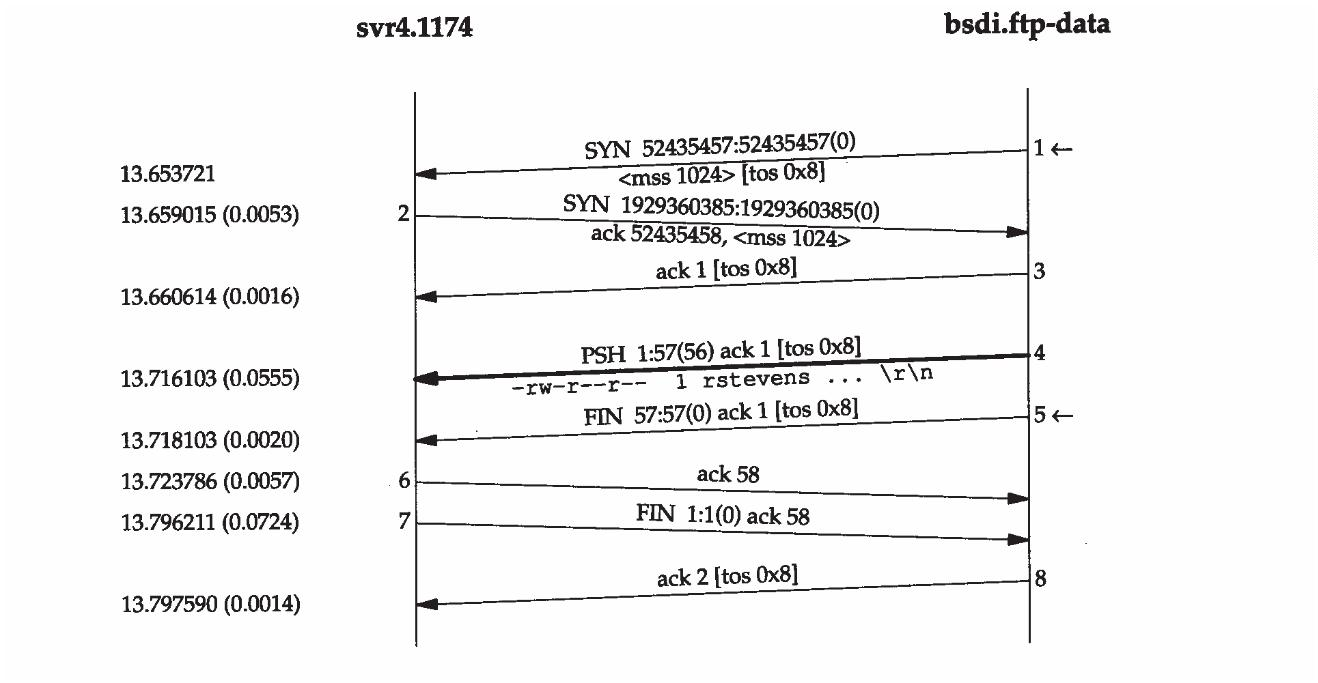 svr4.1174 bsdi.ftp-data
SYN 52435457:52435457(0) 1 ←
13.653721 <mss 1024> [tos 0x8]
13.659015 (0.0053) 2 SYN 1929360385:1929360385(0)
ack 52435458, <mss 1024>
ack 1 [tos 0x8] 3
13.660614 (0.0016)
PSH 1:57(56) ack 1 [tos 0x8] 4
13.716103 (0.0555) -rw-r--r-- 1 rstevens ... \r\n
FIN 57:57(0) ack 1 [tos 0x8] 5 ←
13.718103 (0.0020)
13.723786 (0.0057) 6 ack 58
13.796211 (0.0724) 7 FIN 1:1(0) ack 58
ack 2 [tos 0x8] 8
13.797590 (0.0014)